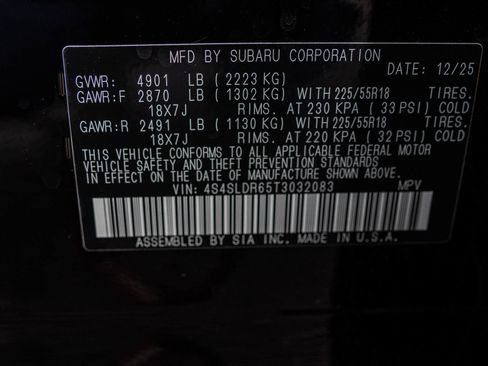 MFD BY SUBARU CORPORATION
DATE: 12/25
GVWR: 4901 LB ( 2223 KG)
GAWR:F 2870 LB ( 1302 KG) WITH 225/55R18 TIRES.
18X7J RIMS. AT 230 KPA ( 33 PSI) COLD
GAWR:R 2491 LB ( 1130 KG) WITH 225/55R18 TIRES.
18X7J RIMS. AT 220 KPA ( 32 PSI) COLD
THIS VEHICLE CONFORMS TO ALL APPLICABLE FEDERAL MOTOR
VEHICLE SAFETY AND THEFT PREVENTION STANDARDS
IN EFFECT ON THE DATE OF MANUFACTURE SHOWN ABOVE.
VIN: 4S4SLDR65T3032083 MPV
ASSEMBLED BY SIA INC. MADE IN U.S.A.